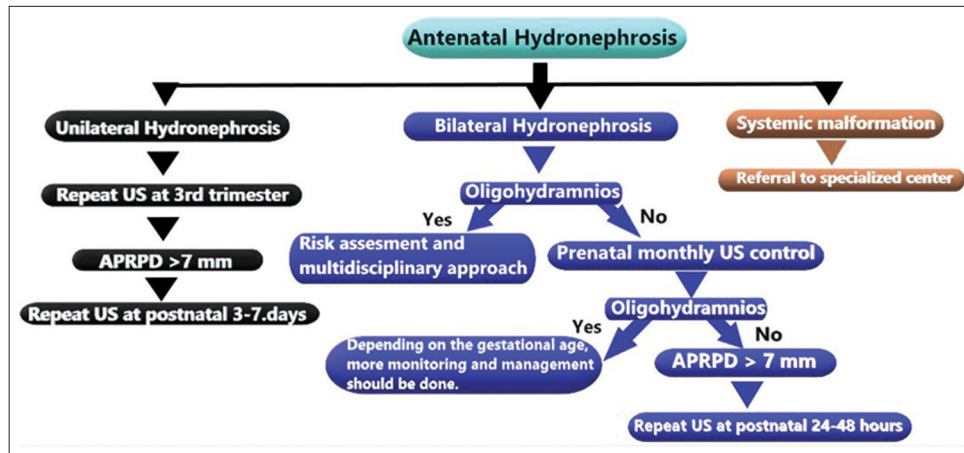 Antenatal Hydronephrosis
Unilateral Hydronephrosis
Repeat US at 3rd trimester
APRPD >7 mm
Repeat US at postnatal 3-7.days
Bilateral Hydronephrosis
Oligohydramnios
Yes
No
Risk assesment and
multidisciplinary approach
Prenatal monthly US control
Oligohydramnios
Yes
No
Depending on the gestational age,
more monitoring and management
should be done.
APRPD > 7 mm
Repeat US at postnatal 24-48 hours
Systemic malformation
Referral to specialized center